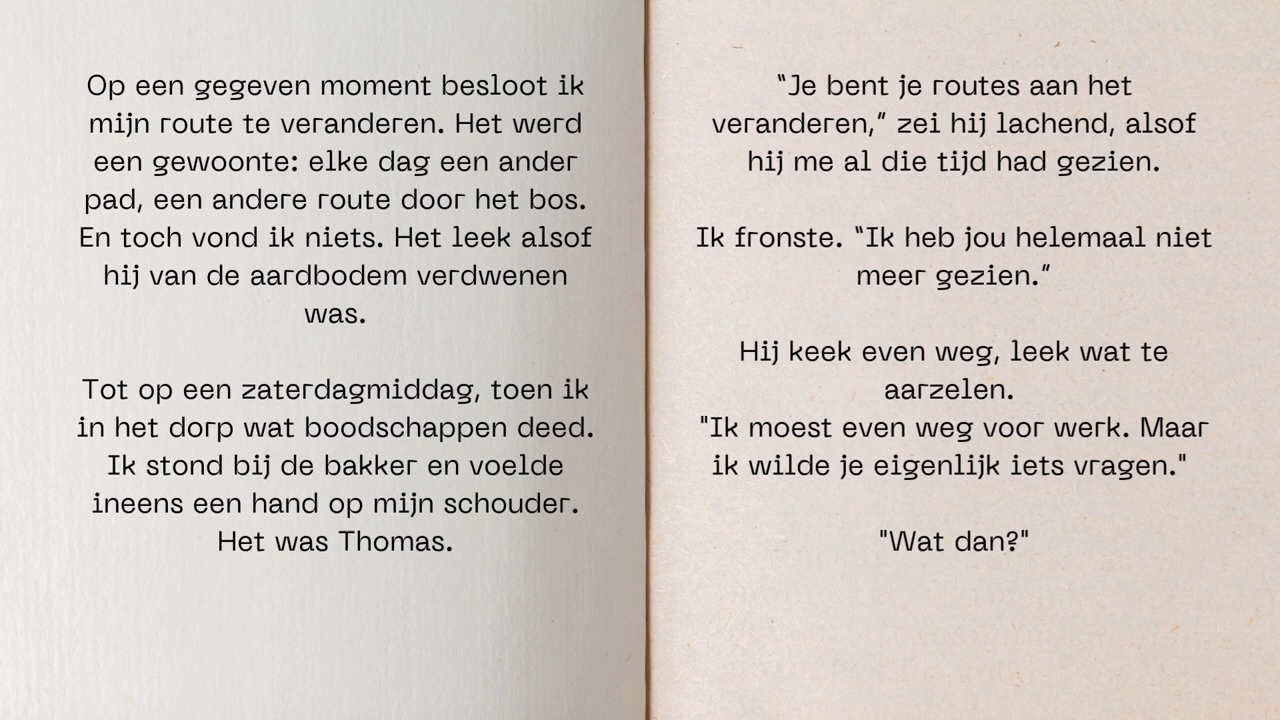 Op een gegeven moment besloot ik
mijn route te veranderen. Het werd
een gewoonte: elke dag een ander
pad, een andere route door het bos.
En toch vond ik niets. Het leek alsof
hij van de aardbodem verdwenen
was.
Tot op een zaterdagmiddag, toen ik
in het dorp wat boodschappen deed.
Ik stond bij de bakker en voelde
ineens een hand op mijn schouder.
Het was Thomas.
“Je bent je routes aan het
veranderen,” zei hij lachend, alsof
hij me al die tijd had gezien.
Ik fronste. “Ik heb jou helemaal niet
meer gezien.”
Hij keek even weg, leek wat te
aarzelen.
"Ik moest even weg voor werk. Maar
ik wilde je eigenlijk iets vragen."
"Wat dan?"